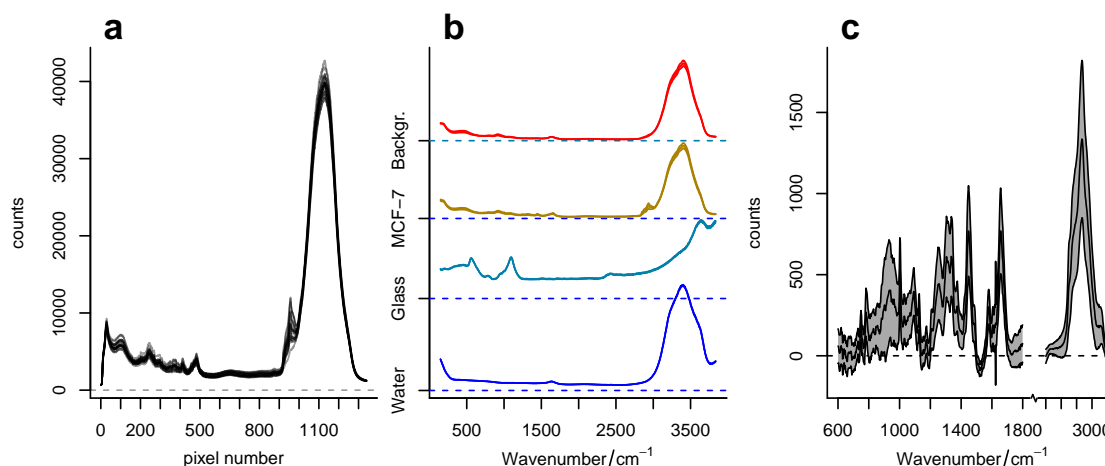 a
counts
0
10000
20000
30000
40000
0
200
500
800
1100
pixel number
b
Backgr.
MCF−7
Glass
Water
500
1500
2500
3500
Wavenumber/cm−1
c
counts
0
500
1000
1500
600
1000
1400
1800
3000
Wavenumber/cm−1